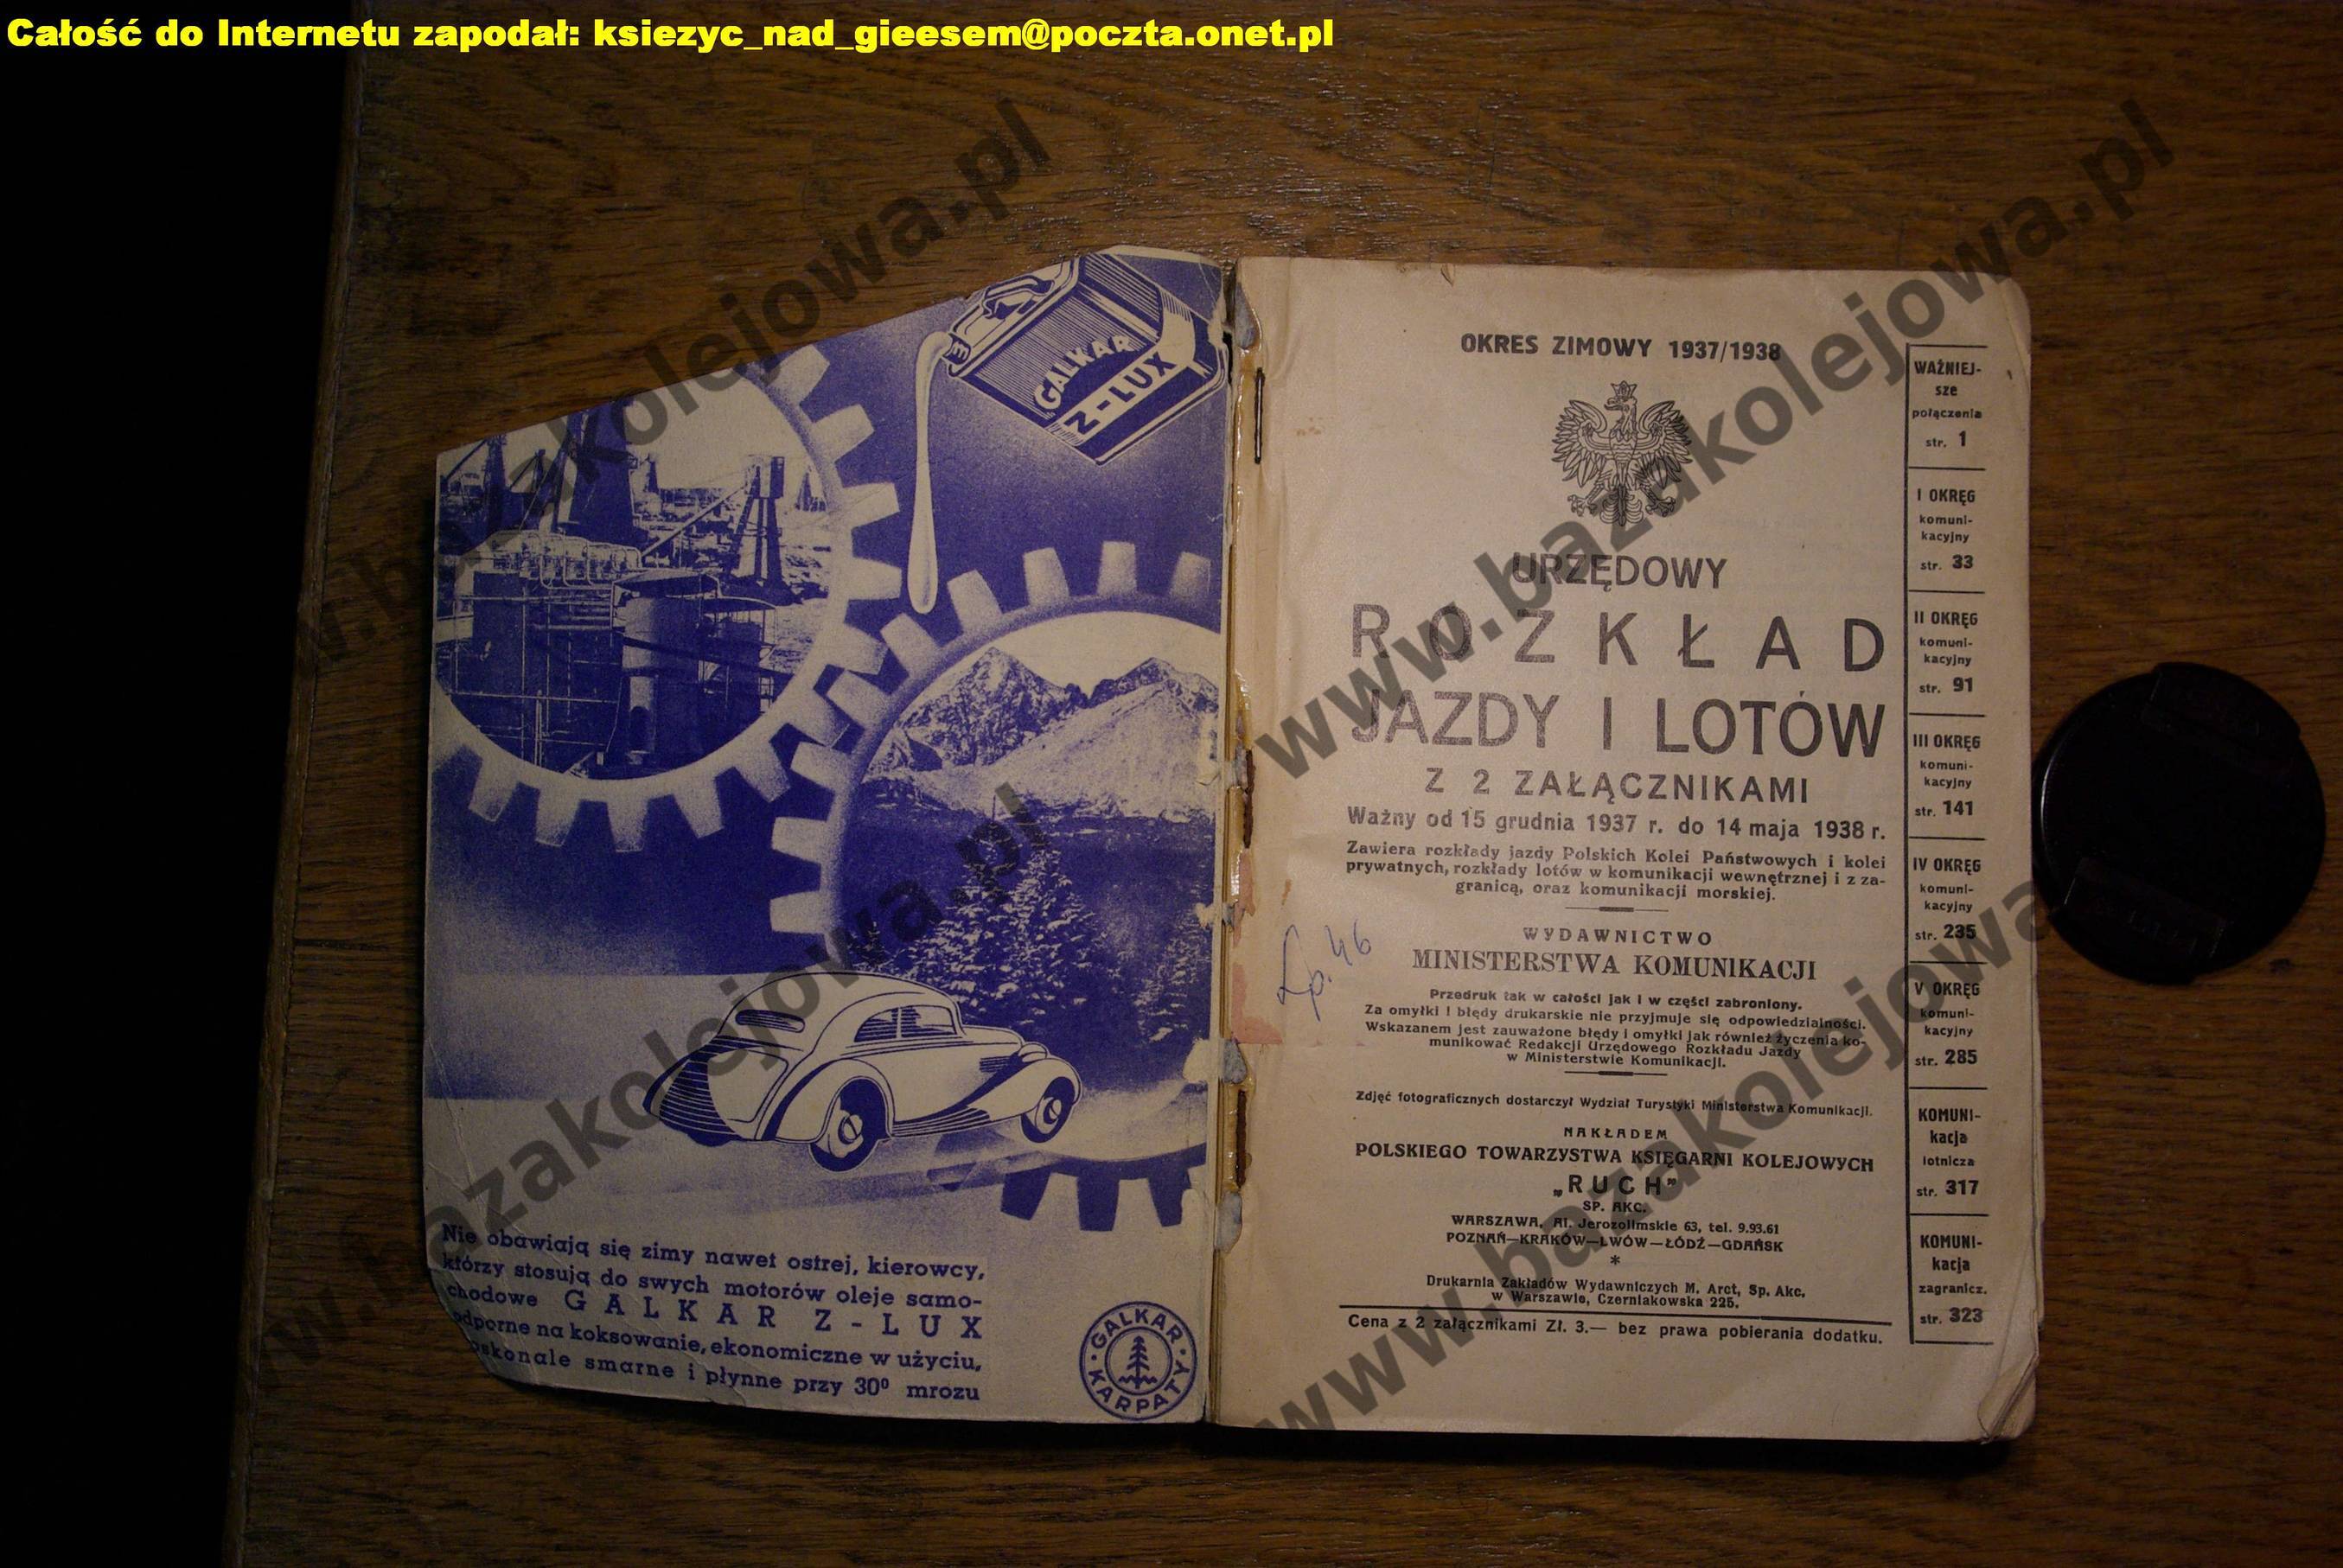 Całość do Internetu zapodał: ksiezyc_nad_gieesem@poczta.onet.pl
GALKAR
Z-LUX
Nie obawiają się zimy nawet ostrej, kierowcy,
którzy stosują do swych motorów oleje samo-
chodowe GALKAR Z-LUX
odporne na koksowanie, ekonomiczne w użyciu,
oskonale smarne i płynne przy 30⁰ mrozu
GALKAR · KARPATY ·
OKRES ZIMOWY 1937/1938
URZĘDOWY
ROZKŁAD
JAZDY I LOTÓW
Z 2 ZAŁĄCZNIKAMI
Ważny od 15 grudnia 1937 r. do 14 maja 1938 r.
Zawiera rozkłady jazdy Polskich Kolei Państwowych i kolei
prywatnych, rozkłady lotów w komunikacji wewnętrznej i z za-
granicą, oraz komunikacji morskiej.
WYDAWNICTWO
MINISTERSTWA KOMUNIKACJI
Przedruk tak w całości jak i w części zabroniony.
Za omyłki i błędy drukarskie nie przyjmuje się odpowiedzialności.
Wskazanem jest zauważone błędy i omyłki jak również życzenia ko-
munikować Redakcji Urzędowego Rozkładu Jazdy
w Ministerstwie Komunikacji.
Zdjęć fotograficznych dostarczył Wydział Turystyki Ministerstwa Komunikacji.
NAKŁADEM
POLSKIEGO TOWARZYSTWA KSIĘGARNI KOLEJOWYCH
„RUCH"
SP. AKC.
WARSZAWA, Al. Jerozolimskie 63, tel. 9.93.61
POZNAŃ—KRAKÓW—LWÓW—ŁÓDŹ—GDAŃSK
*
Drukarnia Zakładów Wydawniczych M. Arct, Sp. Akc.
w Warszawie, Czerniakowska 225.
Cena z 2 załącznikami Zł. 3.— bez prawa pobierania dodatku.
WAŻNIEJ-
sze
połączenia
str. 1
I OKRĘG
komuni-
kacyjny
str. 33
II OKRĘG
komuni-
kacyjny
str. 91
III OKRĘG
komuni-
kacyjny
str. 141
IV OKRĘG
komuni-
kacyjny
str. 235
V OKRĘG
komuni-
kacyjny
str. 285
KOMUNI-
kacja
lotnicza
str. 317
KOMUNI-
kacja
zagranicz.
str. 323
www.bazakolejowa.pl
www.bazakolejowa.pl
www.bazakolejowa.pl
www.bazakolejowa